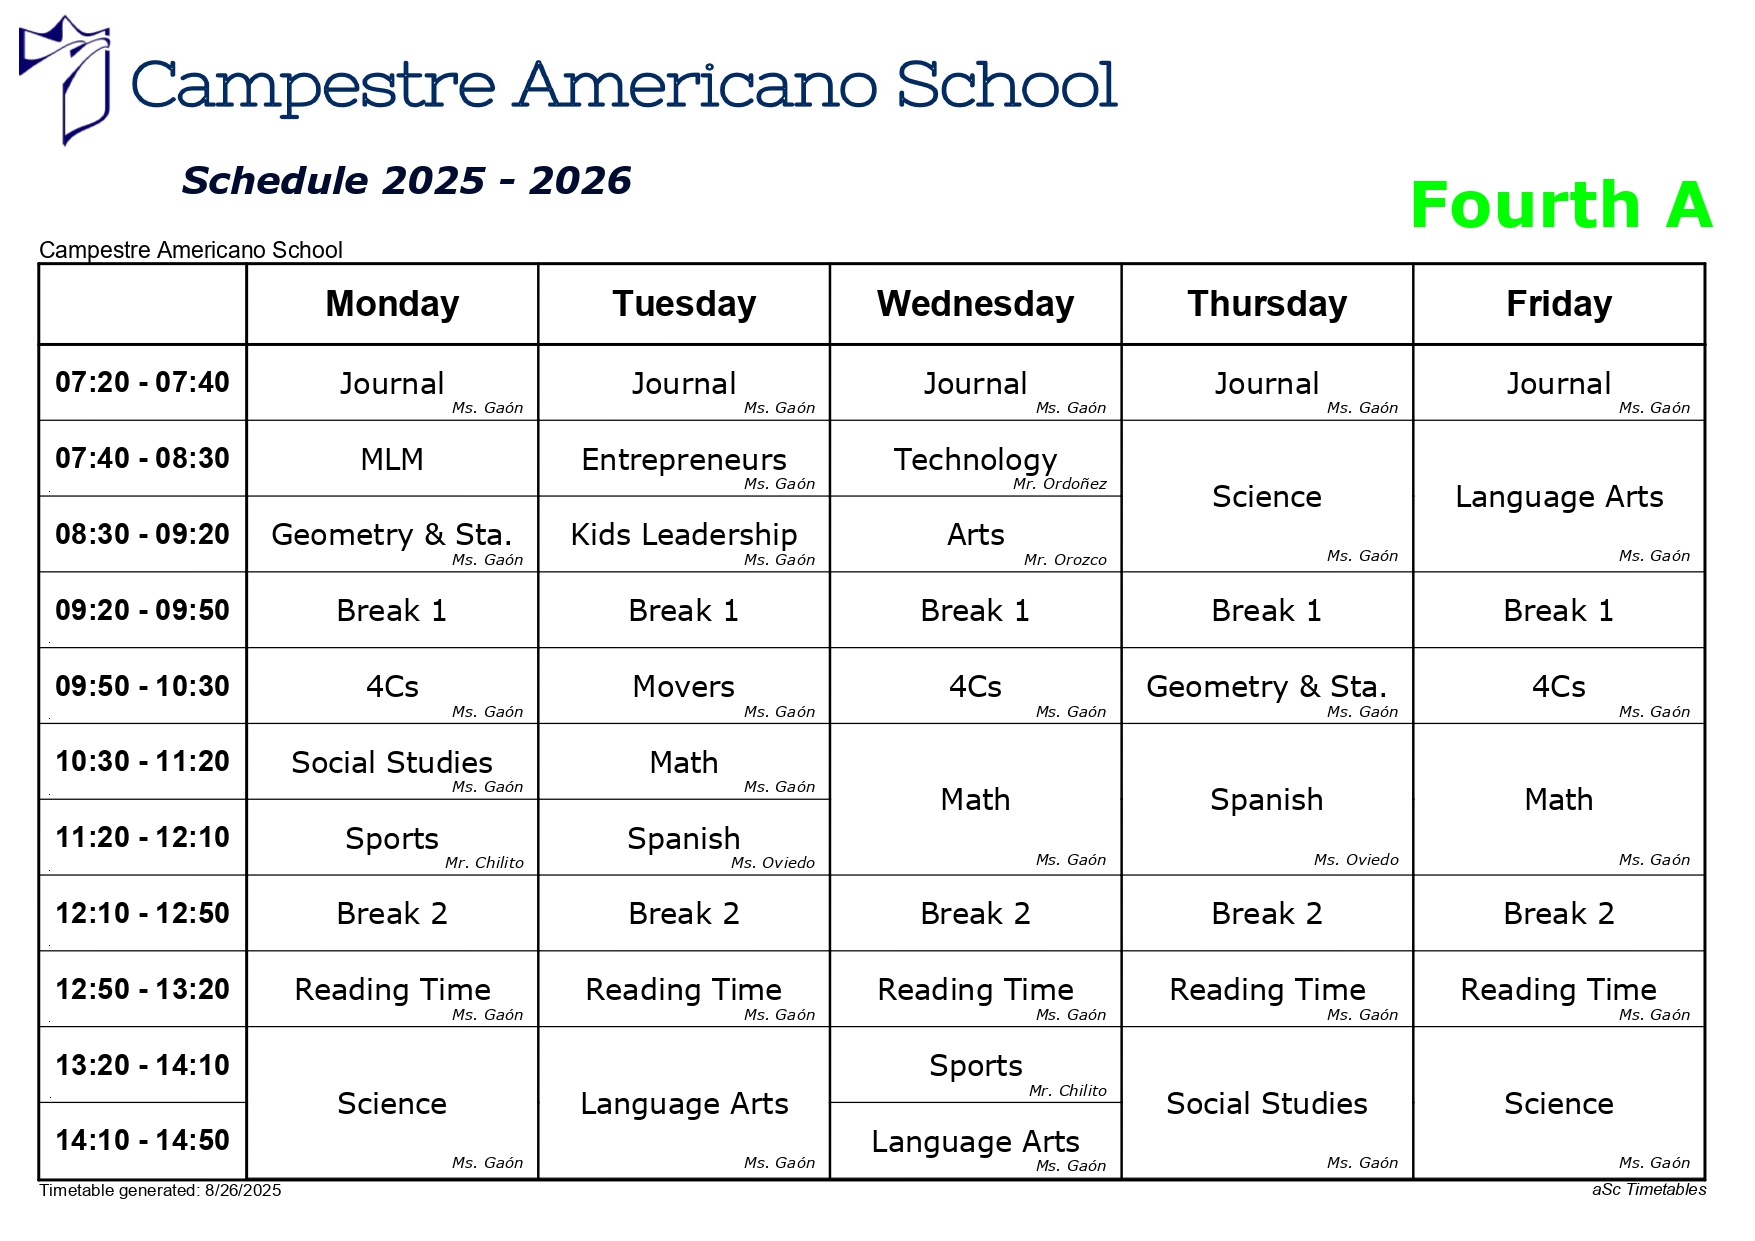 Campestre Americano School
Schedule 2025 - 2026
Fourth A
Campestre Americano School
Monday Tuesday Wednesday Thursday Friday
07:20 - 07:40 Journal Ms. Gaón Journal Ms. Gaón Journal Ms. Gaón Journal Ms. Gaón Journal Ms. Gaón
07:40 - 08:30 MLM Entrepreneurs Ms. Gaón Technology Mr. Ordoñez Science Ms. Gaón Language Arts Ms. Gaón
08:30 - 09:20 Geometry & Sta. Ms. Gaón Kids Leadership Ms. Gaón Arts Mr. Orozco
09:20 - 09:50 Break 1 Break 1 Break 1 Break 1 Break 1
09:50 - 10:30 4Cs Ms. Gaón Movers Ms. Gaón 4Cs Ms. Gaón Geometry & Sta. Ms. Gaón 4Cs Ms. Gaón
10:30 - 11:20 Social Studies Ms. Gaón Math Ms. Gaón Math Ms. Gaón Spanish Ms. Oviedo Math Ms. Gaón
11:20 - 12:10 Sports Mr. Chilito Spanish Ms. Oviedo
12:10 - 12:50 Break 2 Break 2 Break 2 Break 2 Break 2
12:50 - 13:20 Reading Time Ms. Gaón Reading Time Ms. Gaón Reading Time Ms. Gaón Reading Time Ms. Gaón Reading Time Ms. Gaón
13:20 - 14:10 Science Ms. Gaón Language Arts Ms. Gaón Sports Mr. Chilito Social Studies Ms. Gaón Science Ms. Gaón
14:10 - 14:50 Language Arts Ms. Gaón
Timetable generated: 8/26/2025 aSc Timetables